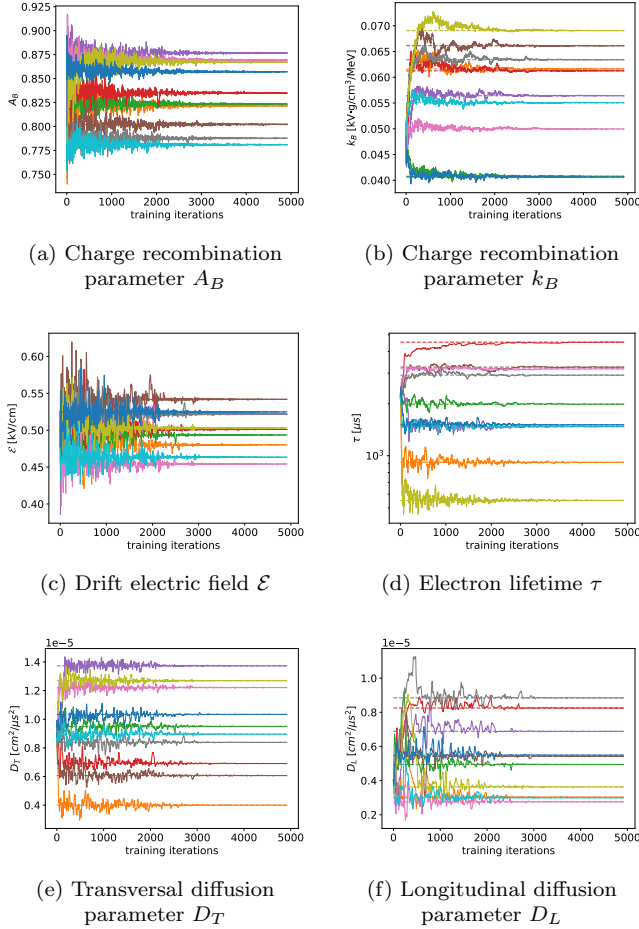 0.925
0.900
0.875
0.850
0.825
0.800
0.775
0.750
A_B
0 1000 2000 3000 4000 5000
training iterations
0.070
0.065
0.060
0.055
0.050
0.045
0.040
k_B [kV·g/cm³/MeV]
0 1000 2000 3000 4000 5000
training iterations
(a) Charge recombination
parameter A_B
(b) Charge recombination
parameter k_B
0.60
0.55
0.50
0.45
0.40
ℰ [kV/cm]
0 1000 2000 3000 4000 5000
training iterations
10³
τ [μs]
0 1000 2000 3000 4000 5000
training iterations
(c) Drift electric field ℰ
(d) Electron lifetime τ
1e−5
1.4
1.2
1.0
0.8
0.6
0.4
D_T [cm²/μs²]
0 1000 2000 3000 4000 5000
training iterations
1e−5
1.0
0.8
0.6
0.4
0.2
D_L [cm²/μs²]
0 1000 2000 3000 4000 5000
training iterations
(e) Transversal diffusion
parameter D_T
(f) Longitudinal diffusion
parameter D_L